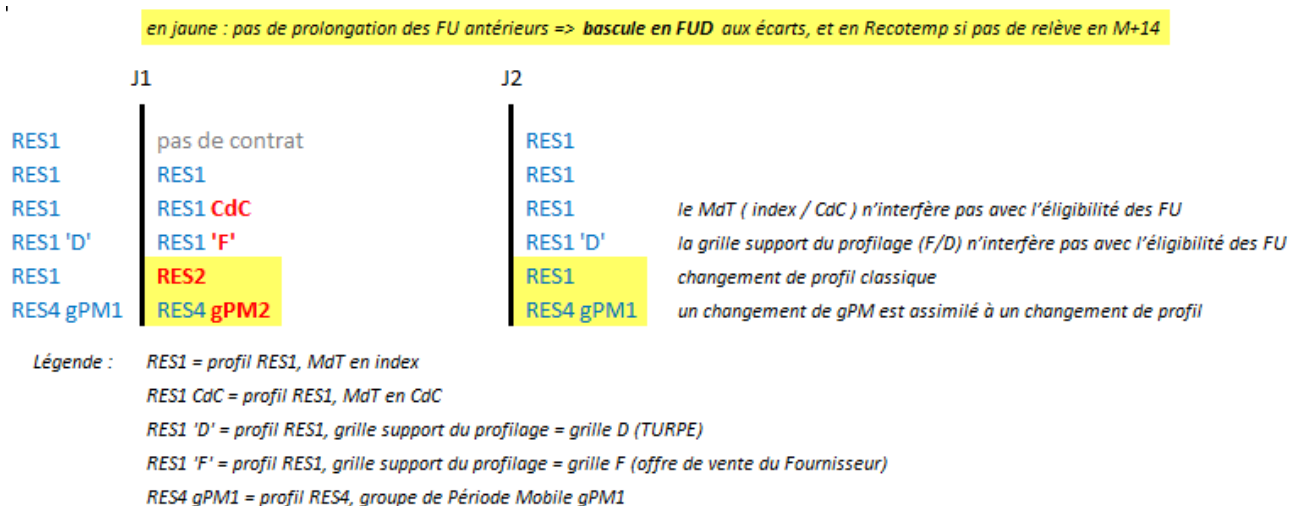 en jaune : pas de prolongation des FU antérieurs => bascule en FUD aux écarts, et en Recotemp si pas de relève en M+14
J1 J2
RES1 pas de contrat RES1
RES1 RES1 RES1
RES1 RES1 CdC RES1 le MdT ( index / CdC ) n’interfère pas avec l’éligibilité des FU
RES1 'D' RES1 'F' RES1 'D' la grille support du profilage (F/D) n’interfère pas avec l’éligibilité des FU
RES1 RES2 RES1 changement de profil classique
RES4 gPM1 RES4 gPM2 RES4 gPM1 un changement de gPM est assimilé à un changement de profil
Légende : RES1 = profil RES1, MdT en index
RES1 CdC = profil RES1, MdT en CdC
RES1 'D' = profil RES1, grille support du profilage = grille D (TURPE)
RES1 'F' = profil RES1, grille support du profilage = grille F (offre de vente du Fournisseur)
RES4 gPM1 = profil RES4, groupe de Période Mobile gPM1